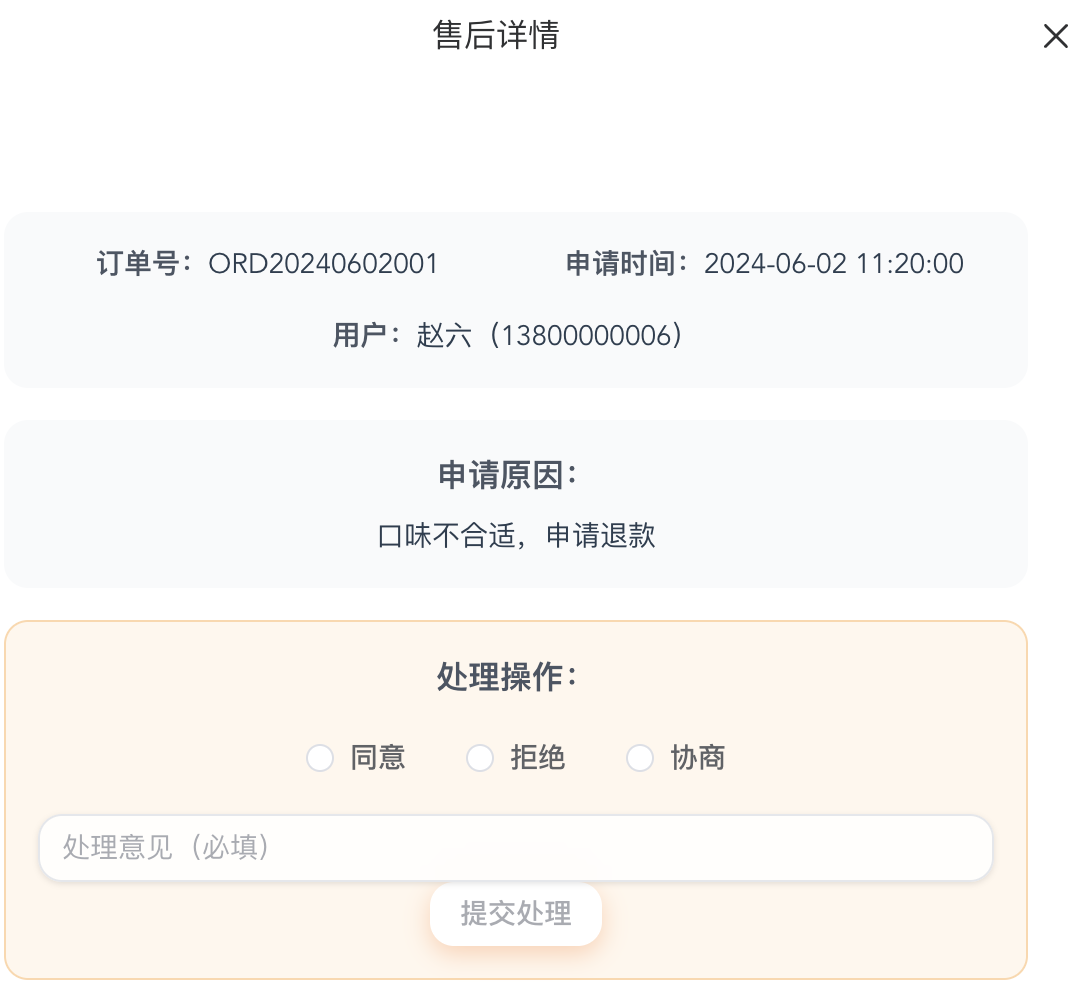 售后详情
订单号：ORD20240602001 申请时间：2024-06-02 11:20:00
用户：赵六（13800000006）
申请原因：
口味不合适，申请退款
处理操作：
同意 拒绝 协商
处理意见（必填）
提交处理